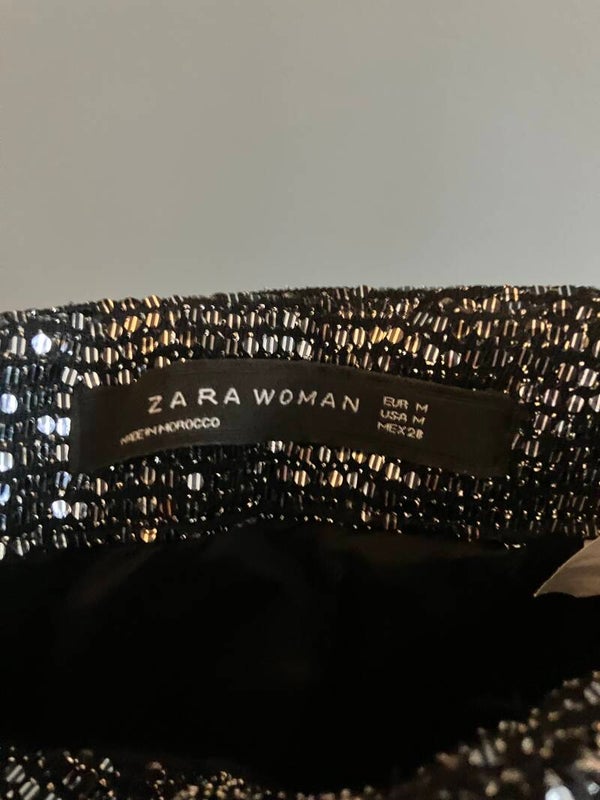 ZARA WOMAN
MADE IN MOROCCO
EUR M
USA M
MEX 28